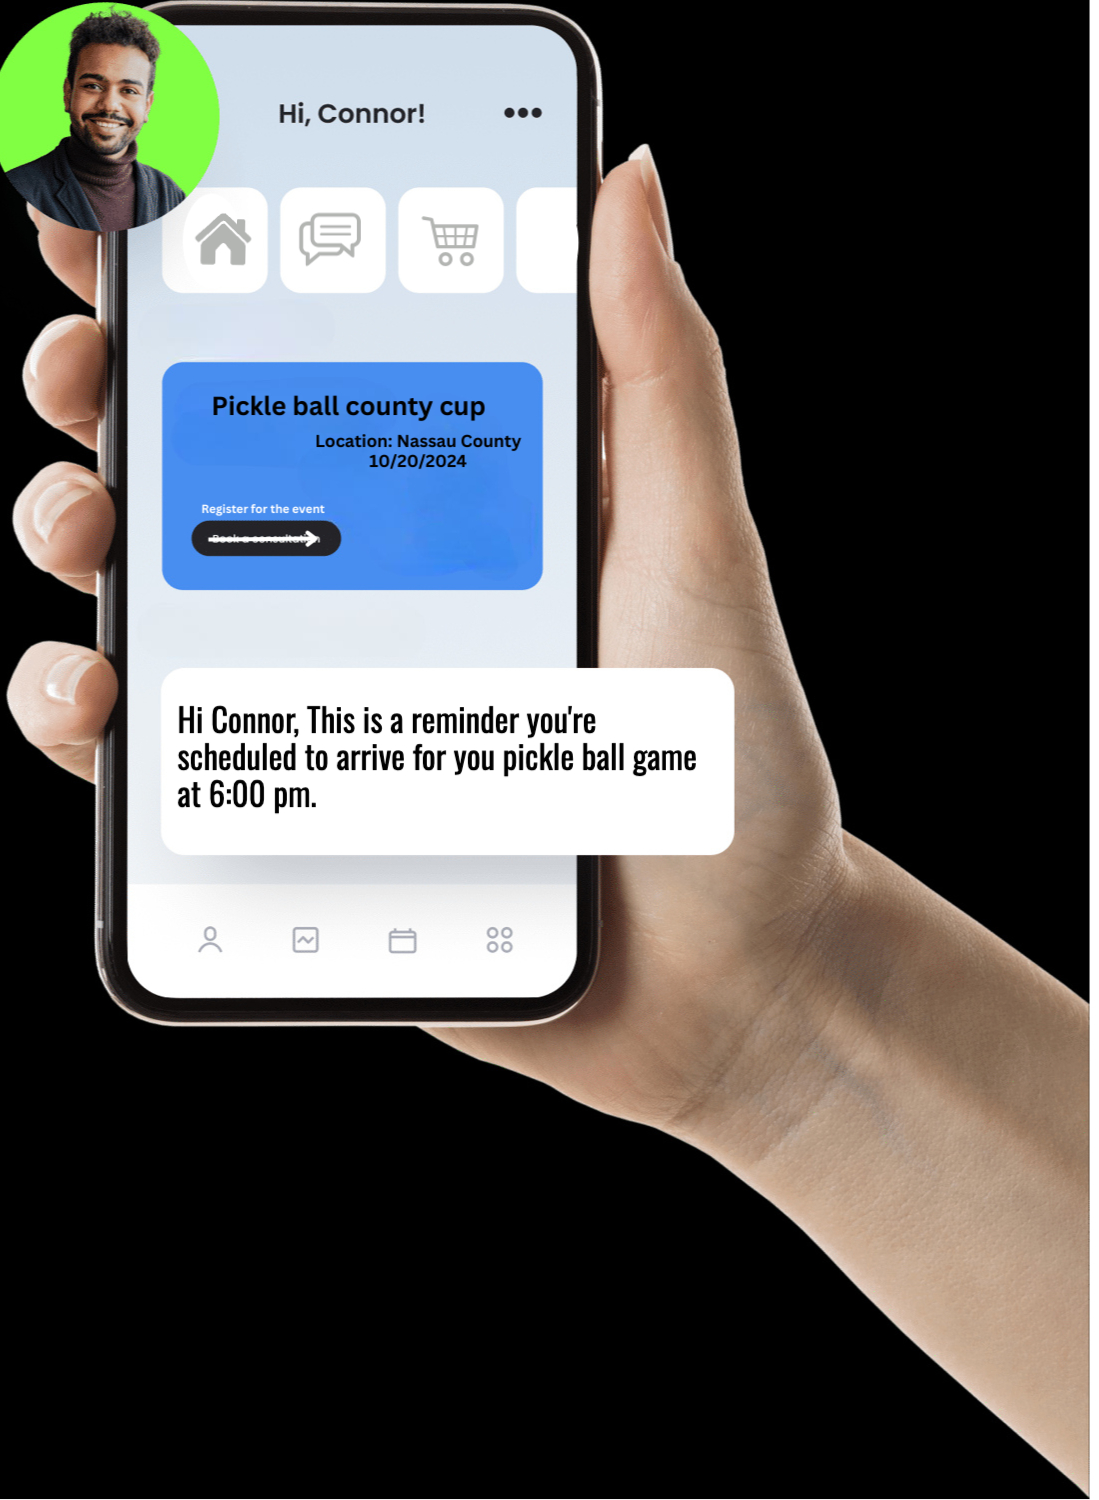 Hi, Connor!
Pickle ball county cup
Location: Nassau County
10/20/2024
Register for the event
Book a consultation
Hi Connor, This is a reminder you're
scheduled to arrive for you pickle ball game
at 6:00 pm.